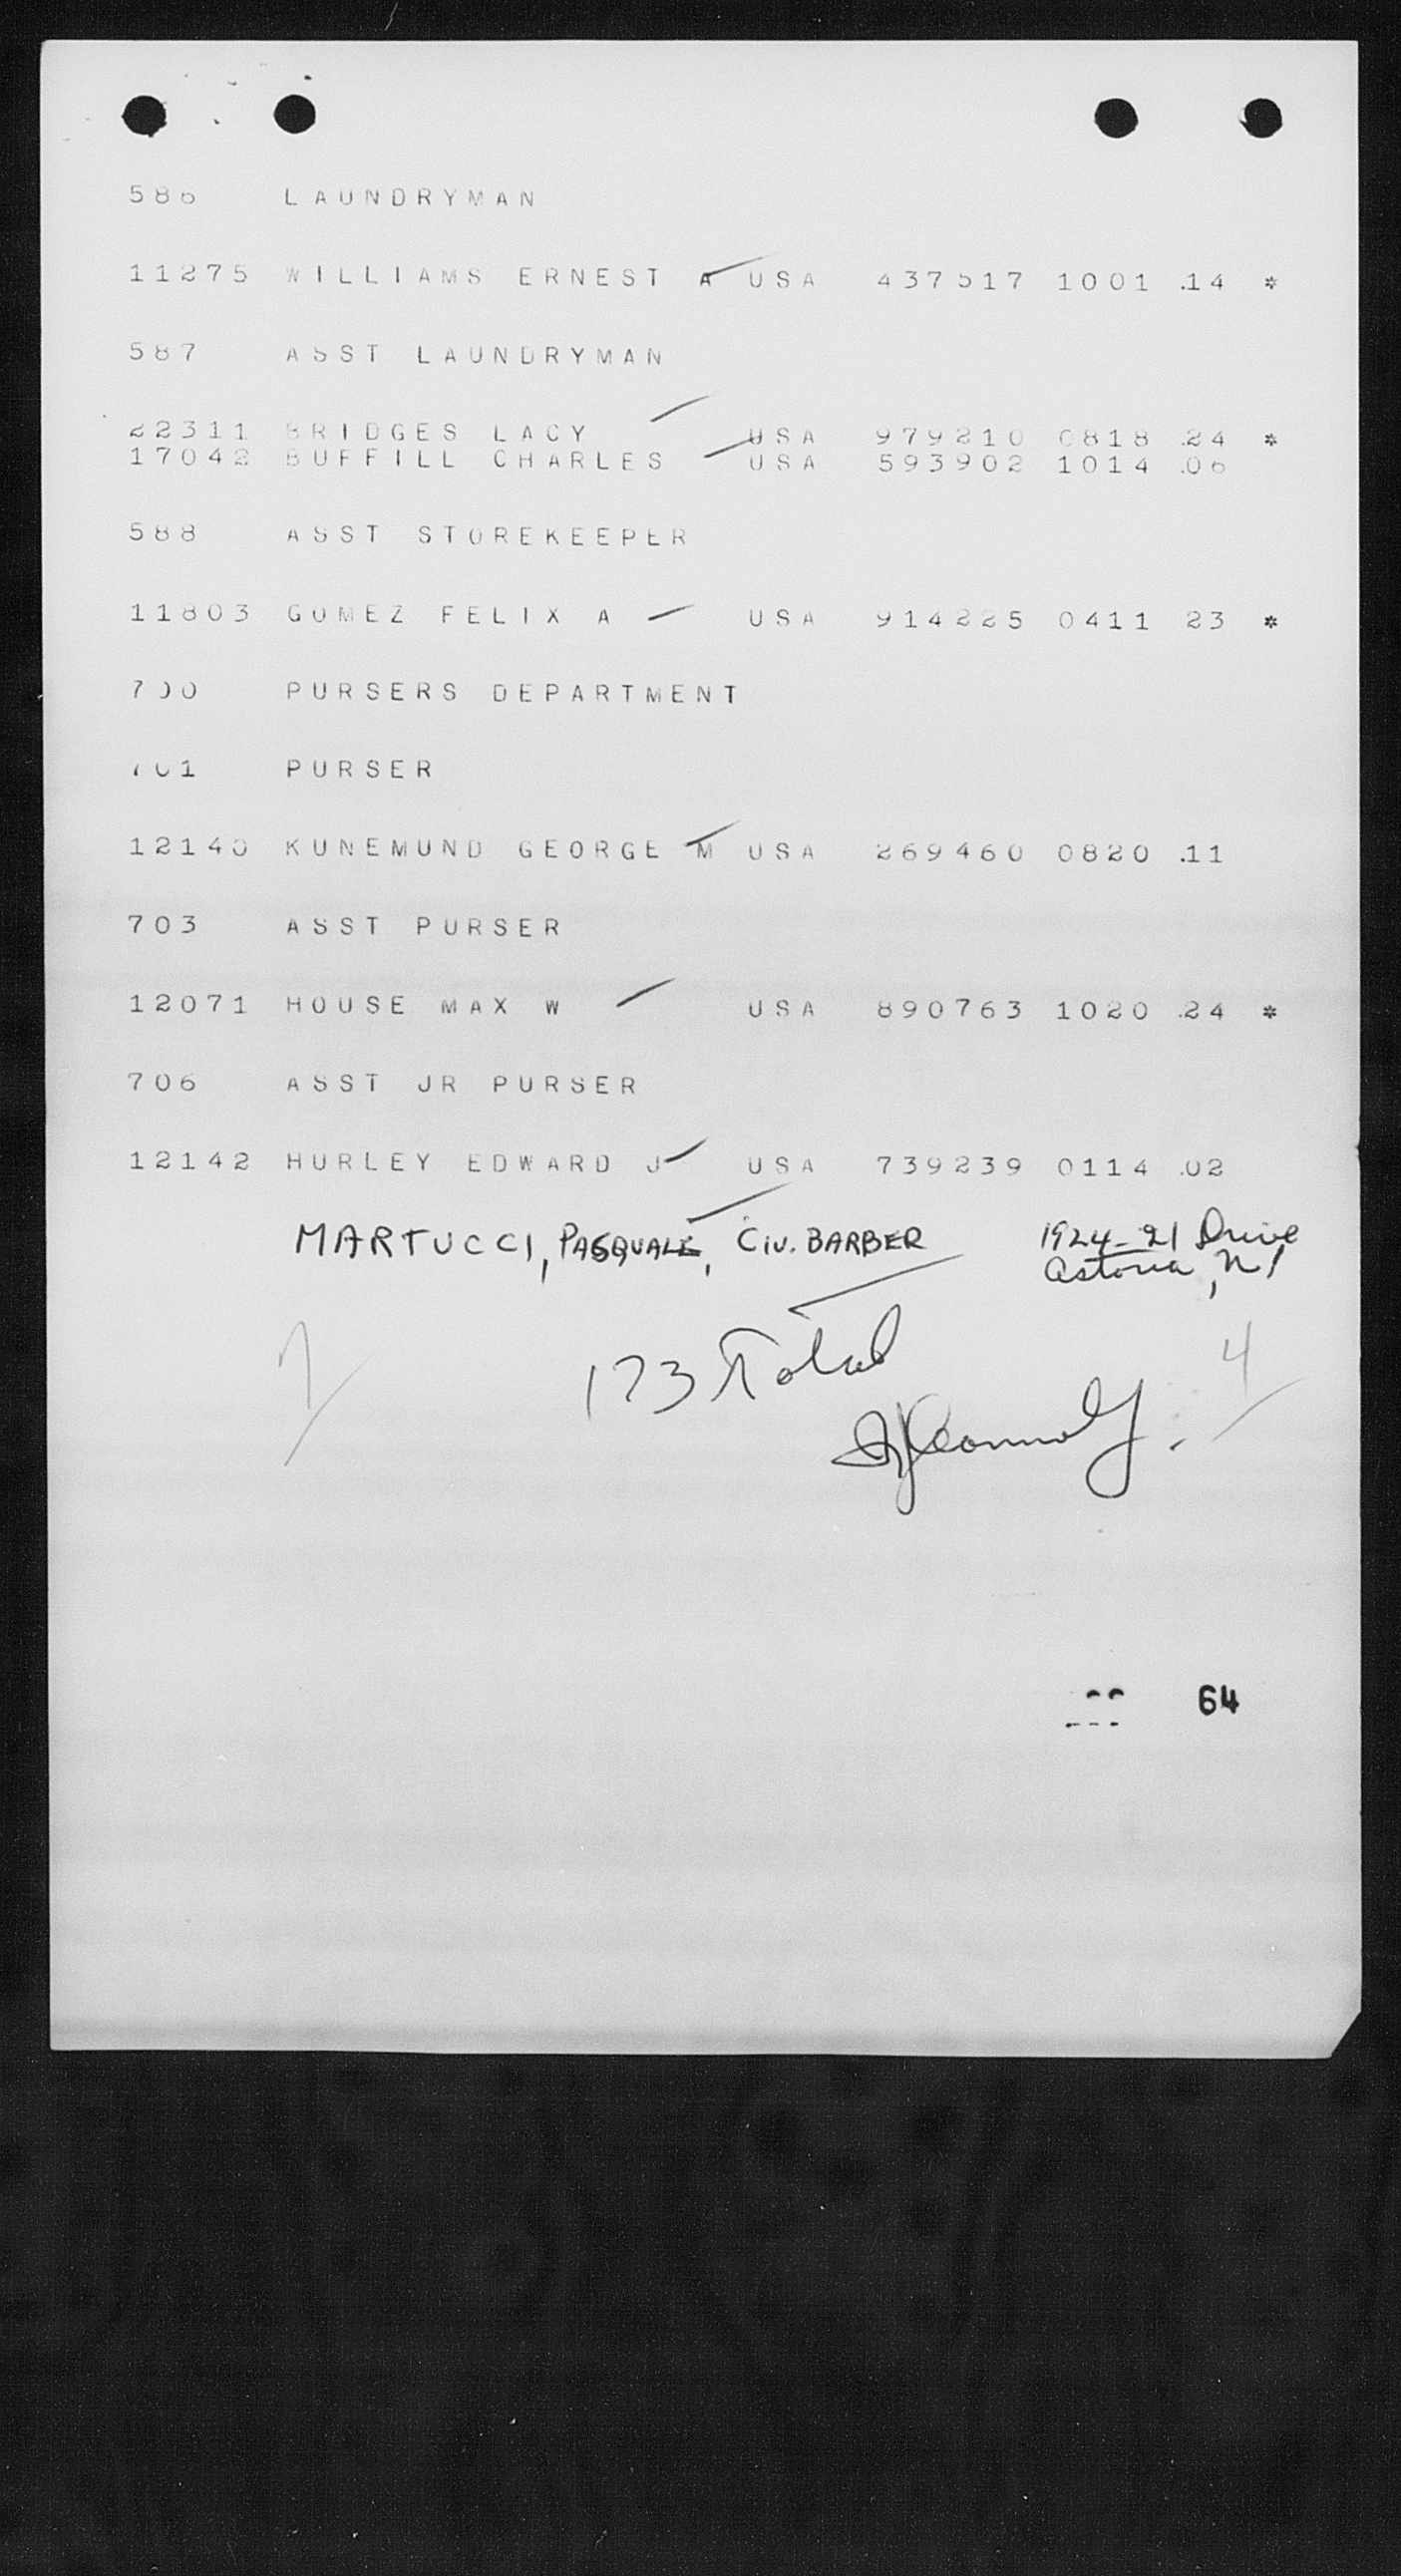 586 LAUNDRYMAN
11275 WILLIAMS ERNEST A USA 437517 1001 .14 *
587 ASST LAUNDRYMAN
22311 BRIDGES LACY USA 979210 0818 .24 *
17042 BUFFILL CHARLES USA 593902 1014 .06
588 ASST STOREKEEPER
11803 GOMEZ FELIX A USA 914225 0411 23 *
700 PURSERS DEPARTMENT
701 PURSER
12140 KUNEMUND GEORGE M USA 269460 0820 .11
703 ASST PURSER
12071 HOUSE MAX W USA 890763 1020 .24 *
706 ASST JR PURSER
12142 HURLEY EDWARD J USA 739239 0114 .02
MARTUCCI, PASQUALE, CIV. BARBER 1924-21 Drive
Astoria, NY
173 Total
4
64